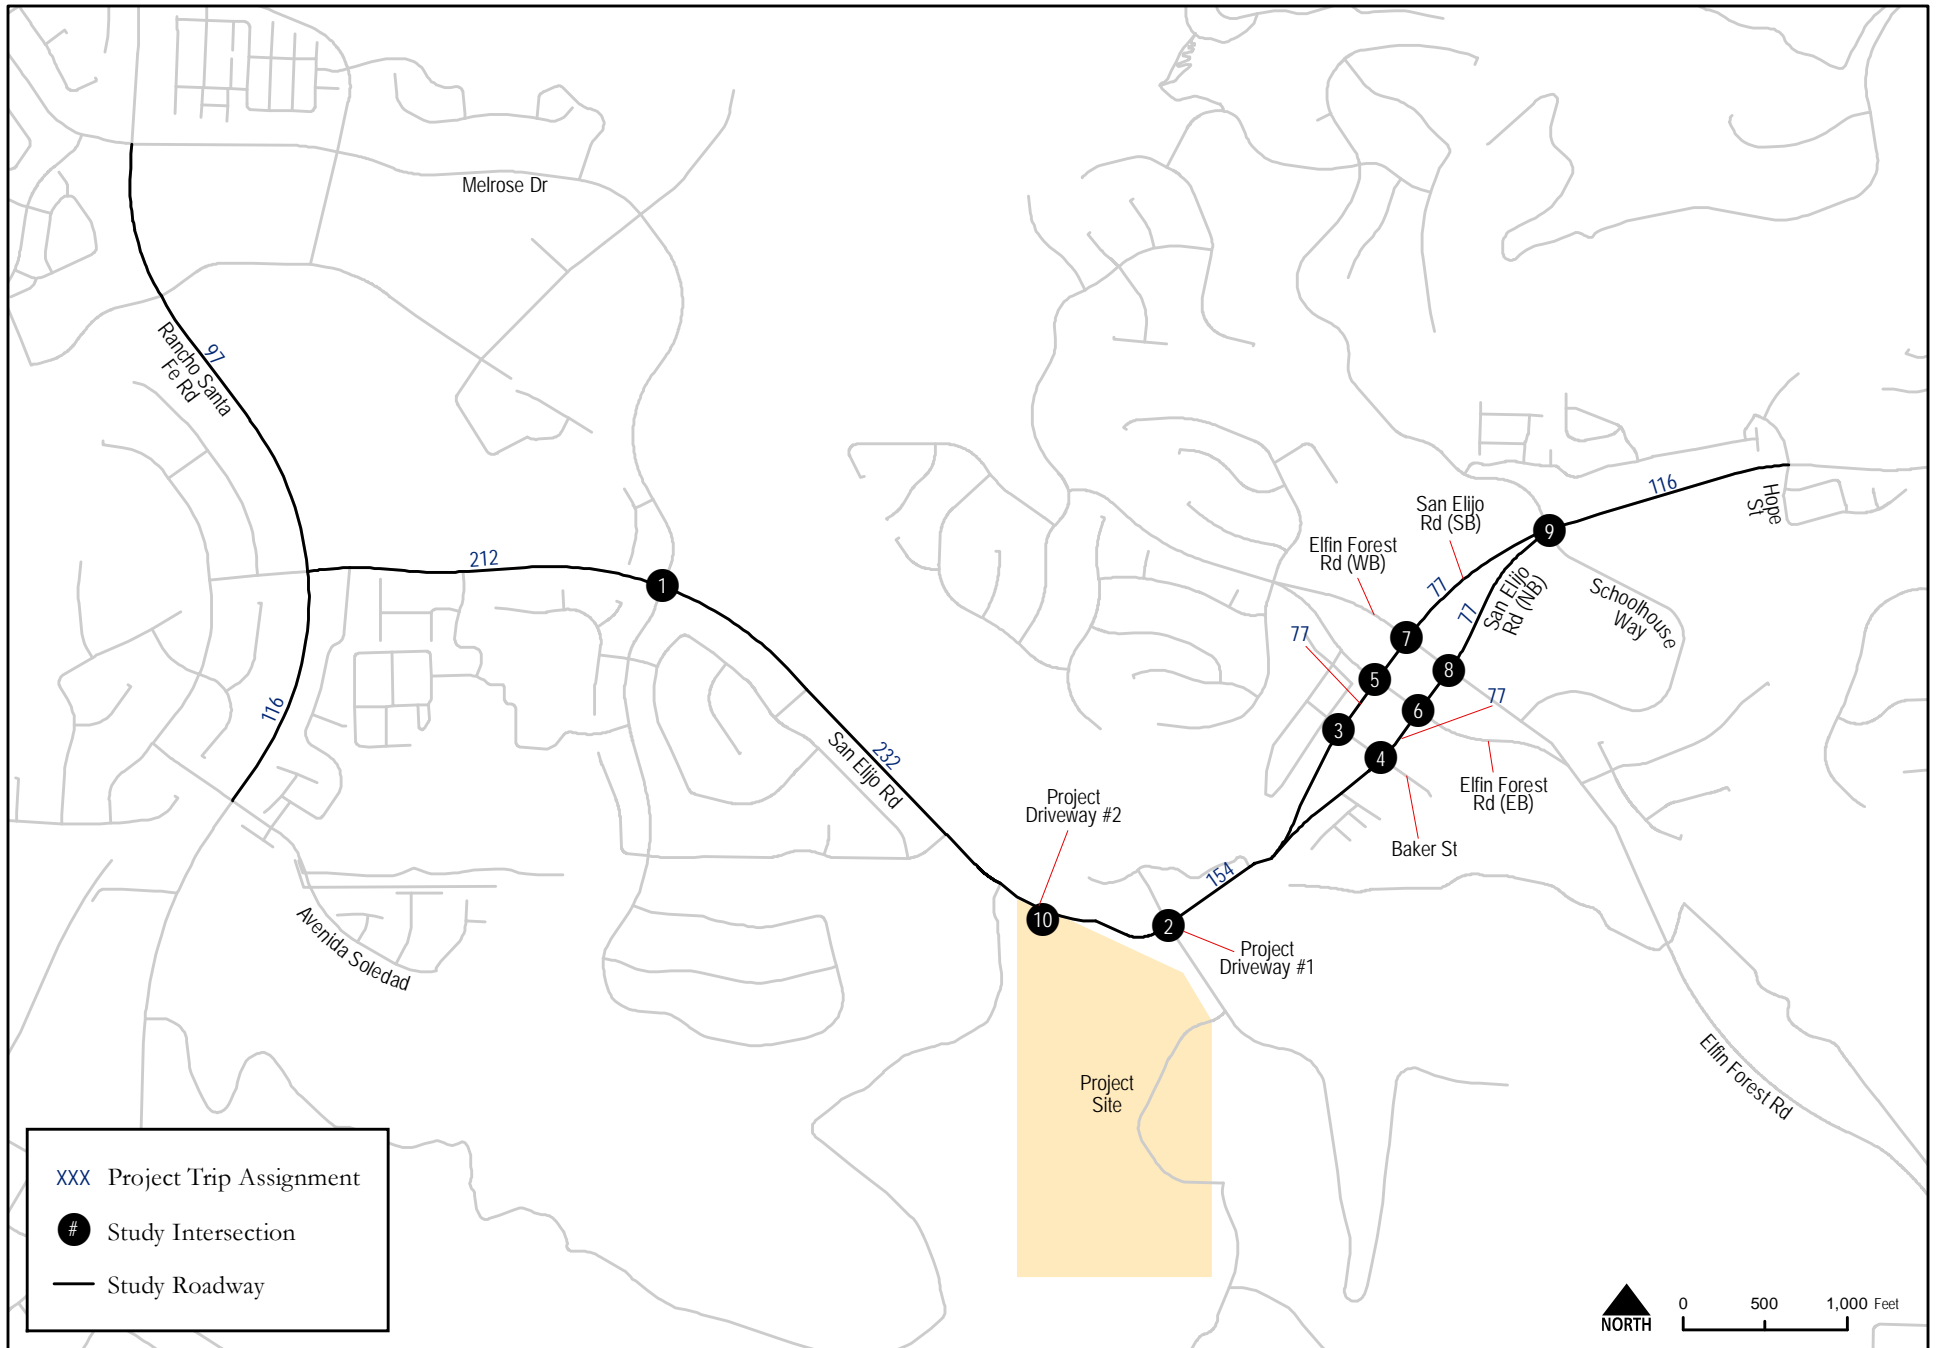 Melrose Dr
97
Rancho Santa
Fe Rd
116
Hope
St
San Elijo
Rd (SB)
9
Elfin Forest
Rd (WB)
212
1
77
77
San Elijo
Rd (NB)
Schoolhouse
Way
77
7
8
5
77
6
116
3
4
232
San Elijo Rd
Elfin Forest
Rd (EB)
Project
Driveway #2
Baker St
154
10
2
Avenida Soledad
Project
Driveway #1
Project
Site
Elfin Forest Rd
XXX Project Trip Assignment
# Study Intersection
Study Roadway
NORTH
0 500 1,000 Feet